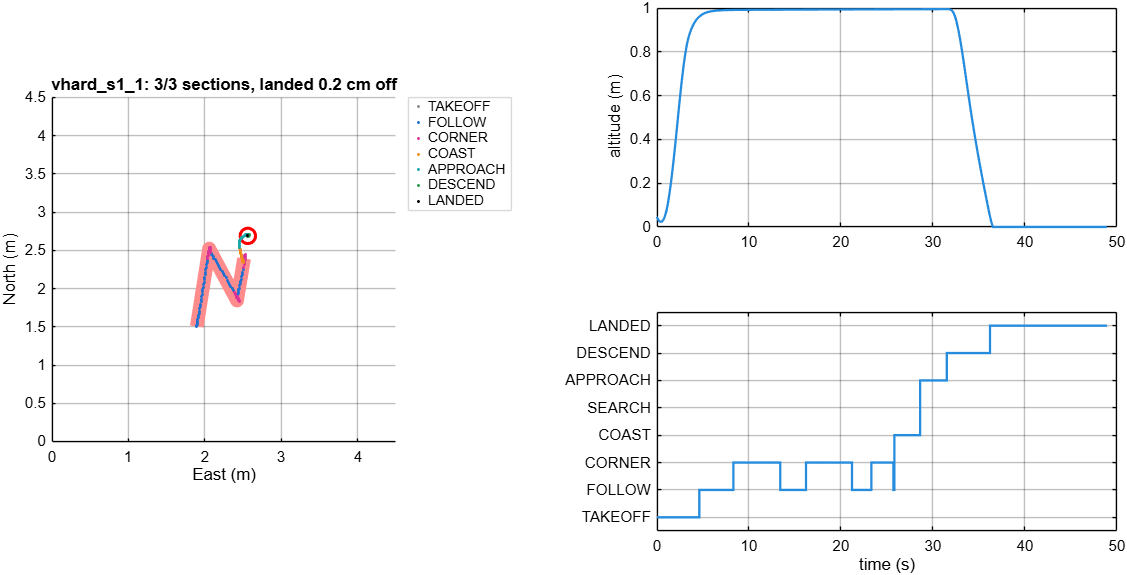 vhard_s1_1: 3/3 sections, landed 0.2 cm off
4.5
4
3.5
3
2.5
2
1.5
1
0.5
0
North (m)
0 1 2 3 4
East (m)
TAKEOFF
FOLLOW
CORNER
COAST
APPROACH
DESCEND
LANDED
1
0.8
0.6
0.4
0.2
0
altitude (m)
0 10 20 30 40 50
LANDED
DESCEND
APPROACH
SEARCH
COAST
CORNER
FOLLOW
TAKEOFF
0 10 20 30 40 50
time (s)